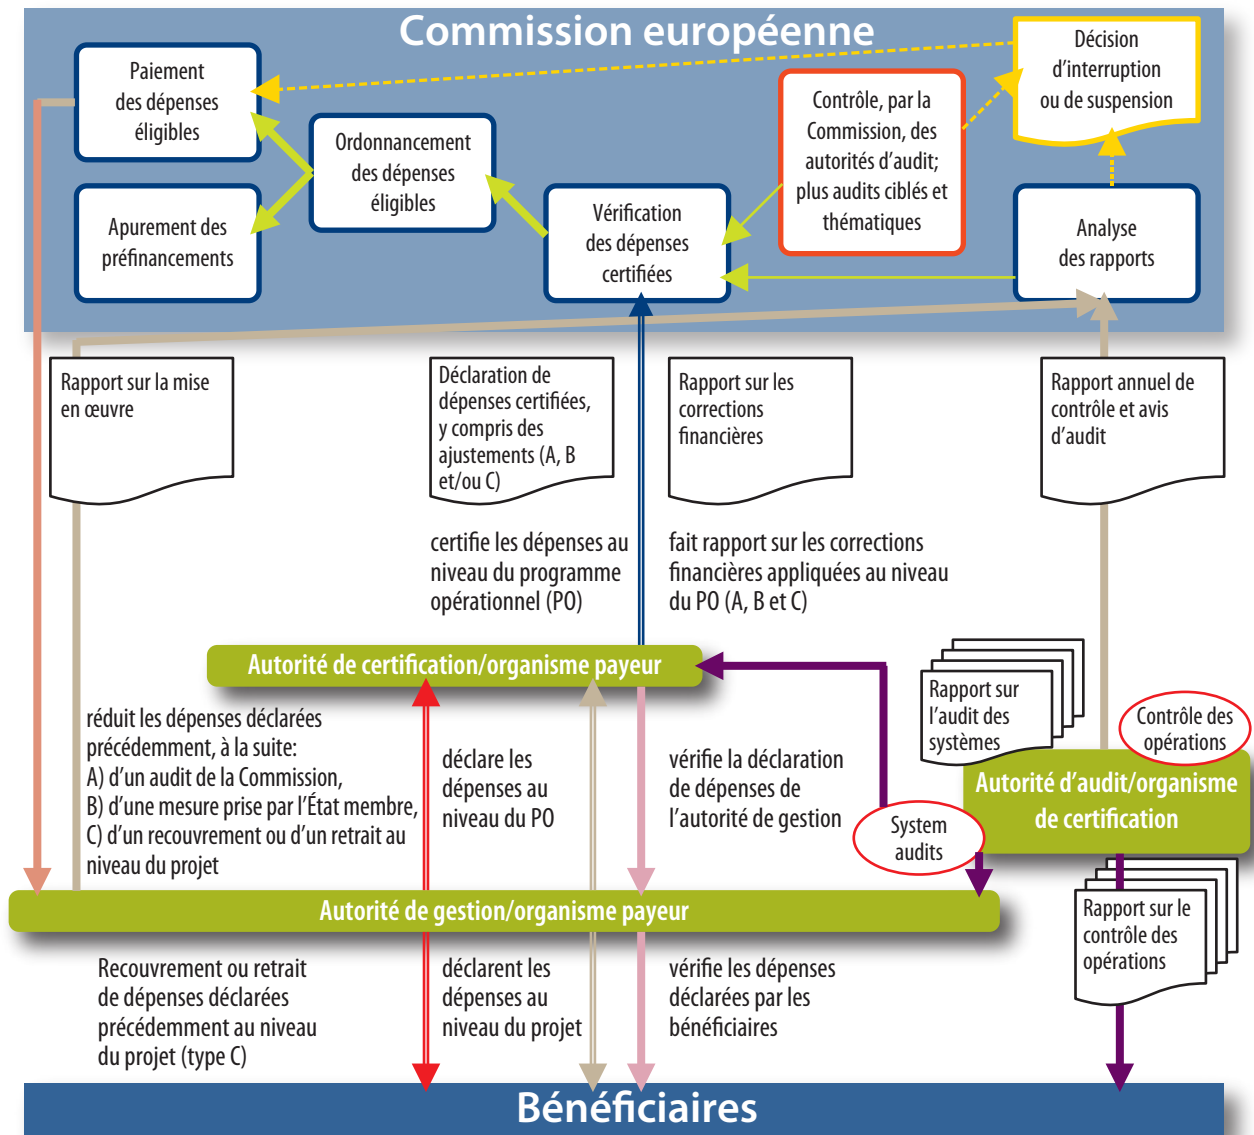 Commission européenne
Paiement
des dépenses
éligibles
Ordonnancement
des dépenses
éligibles
Apurement des
préfinancements
Vérification
des dépenses
certifiées
Contrôle, par la
Commission, des
autorités d’audit;
plus audits ciblés et
thématiques
Décision
d’interruption
ou de suspension
Analyse
des rapports
Rapport sur la mise
en œuvre
Déclaration de
dépenses certifiées,
y compris des
ajustements (A, B
et/ou C)
Rapport sur les
corrections
financières
Rapport annuel de
contrôle et avis
d’audit
certifie les dépenses au
niveau du programme
opérationnel (PO)
fait rapport sur les corrections
financières appliquées au niveau
du PO (A, B et C)
Autorité de certification/organisme payeur
Rapport sur
l’audit des
systèmes
Contrôle des
opérations
Autorité d’audit/organisme
de certification
réduit les dépenses déclarées
précédemment, à la suite:
A) d’un audit de la Commission,
B) d’une mesure prise par l’État membre,
C) d’un recouvrement ou d’un retrait au
niveau du projet
déclare les
dépenses au
niveau du PO
vérifie la déclaration
de dépenses de
l’autorité de gestion
System
audits
Autorité de gestion/organisme payeur
Rapport sur le
contrôle des
opérations
Recouvrement ou retrait
de dépenses déclarées
précédemment au niveau
du projet (type C)
déclarent les
dépenses au
niveau du projet
vérifie les dépenses
déclarées par les
bénéficiaires
Bénéficiaires